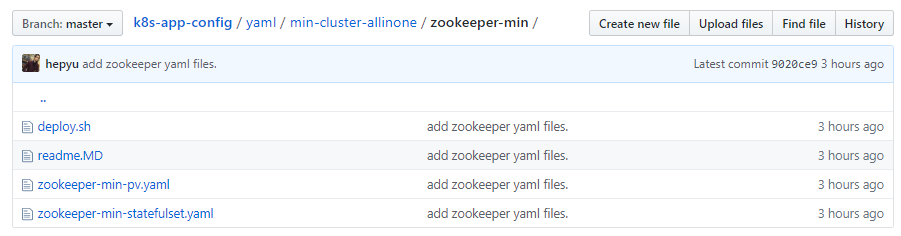 Branch: master k8s-app-config / yaml / min-cluster-allinone / zookeeper-min / Create new file Upload files Find file History
hepyu add zookeeper yaml files. Latest commit 9020ce9 3 hours ago
..
deploy.sh add zookeeper yaml files. 3 hours ago
readme.MD add zookeeper yaml files. 3 hours ago
zookeeper-min-pv.yaml add zookeeper yaml files. 3 hours ago
zookeeper-min-statefulset.yaml add zookeeper yaml files. 3 hours ago